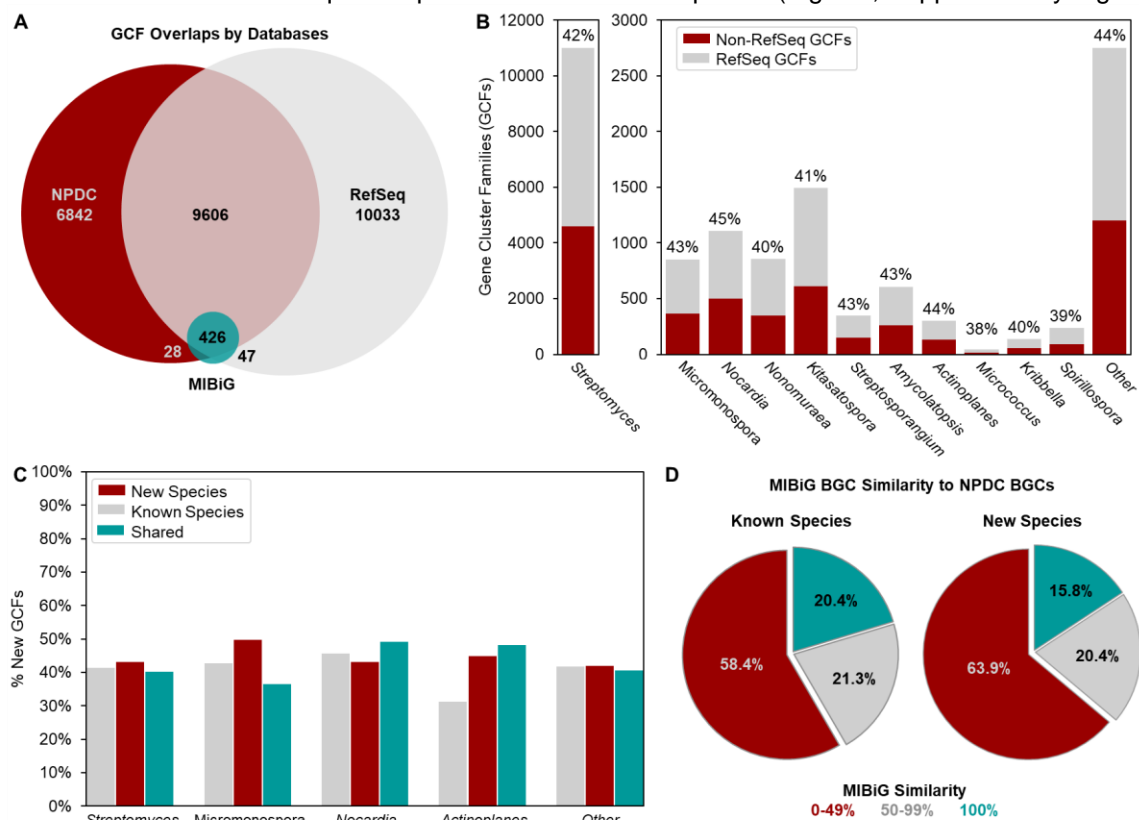 A
GCF Overlaps by Databases
NPDC
6842
9606
RefSeq
10033
426
28
47
MIBiG
B
Gene Cluster Families (GCFs)
12000
10000
8000
6000
4000
2000
0
42%
Streptomyces
3000
2500
2000
1500
1000
500
0
Non-RefSeq GCFs
RefSeq GCFs
43%
45%
40%
41%
43%
43%
44%
38%
40%
39%
44%
Micromonospora
Nocardia
Nonomuraea
Kitasatospora
Streptosporangium
Amycolatopsis
Actinoplanes
Micrococcus
Kribbella
Spirillospora
Other
C
% New GCFs
100%
90%
80%
70%
60%
50%
40%
30%
20%
10%
0%
New Species
Known Species
Shared
Streptomyces Micromonospora Nocardia Actinoplanes Other
D
MIBiG BGC Similarity to NPDC BGCs
Known Species
New Species
20.4%
58.4%
21.3%
15.8%
63.9%
20.4%
MIBiG Similarity
0-49% 50-99% 100%